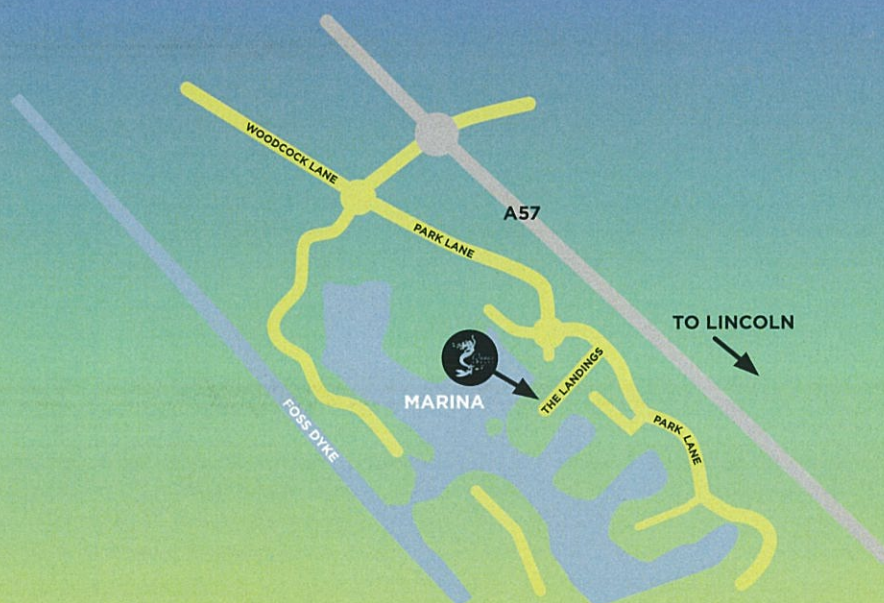 WOODCOCK LANE
A57
PARK LANE
TO LINCOLN
THE LANDINGS
MARINA
FOSS DYKE
PARK LANE